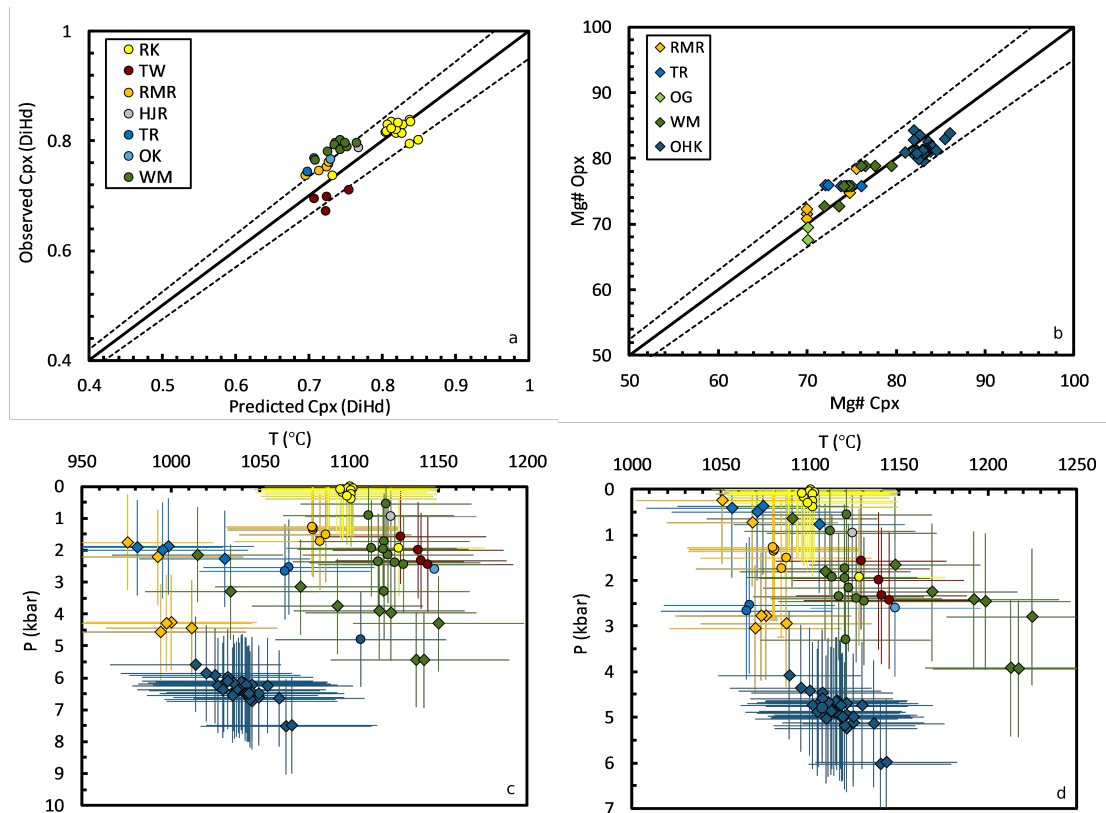 1
0.8
0.6
0.4
0.4
0.5
0.6
0.7
0.8
0.9
1
Observed Cpx (DiHd)
Predicted Cpx (DiHd)
RK
TW
RMR
HJR
TR
OK
WM
a
100
90
80
70
60
50
50
60
70
80
90
100
Mg# Opx
Mg# Cpx
RMR
TR
OG
WM
OHK
b
T (°C)
950
1000
1050
1100
1150
1200
0
1
2
3
4
5
6
7
8
9
10
P (kbar)
c
T (°C)
1000
1050
1100
1150
1200
1250
0
1
2
3
4
5
6
7
P (kbar)
d